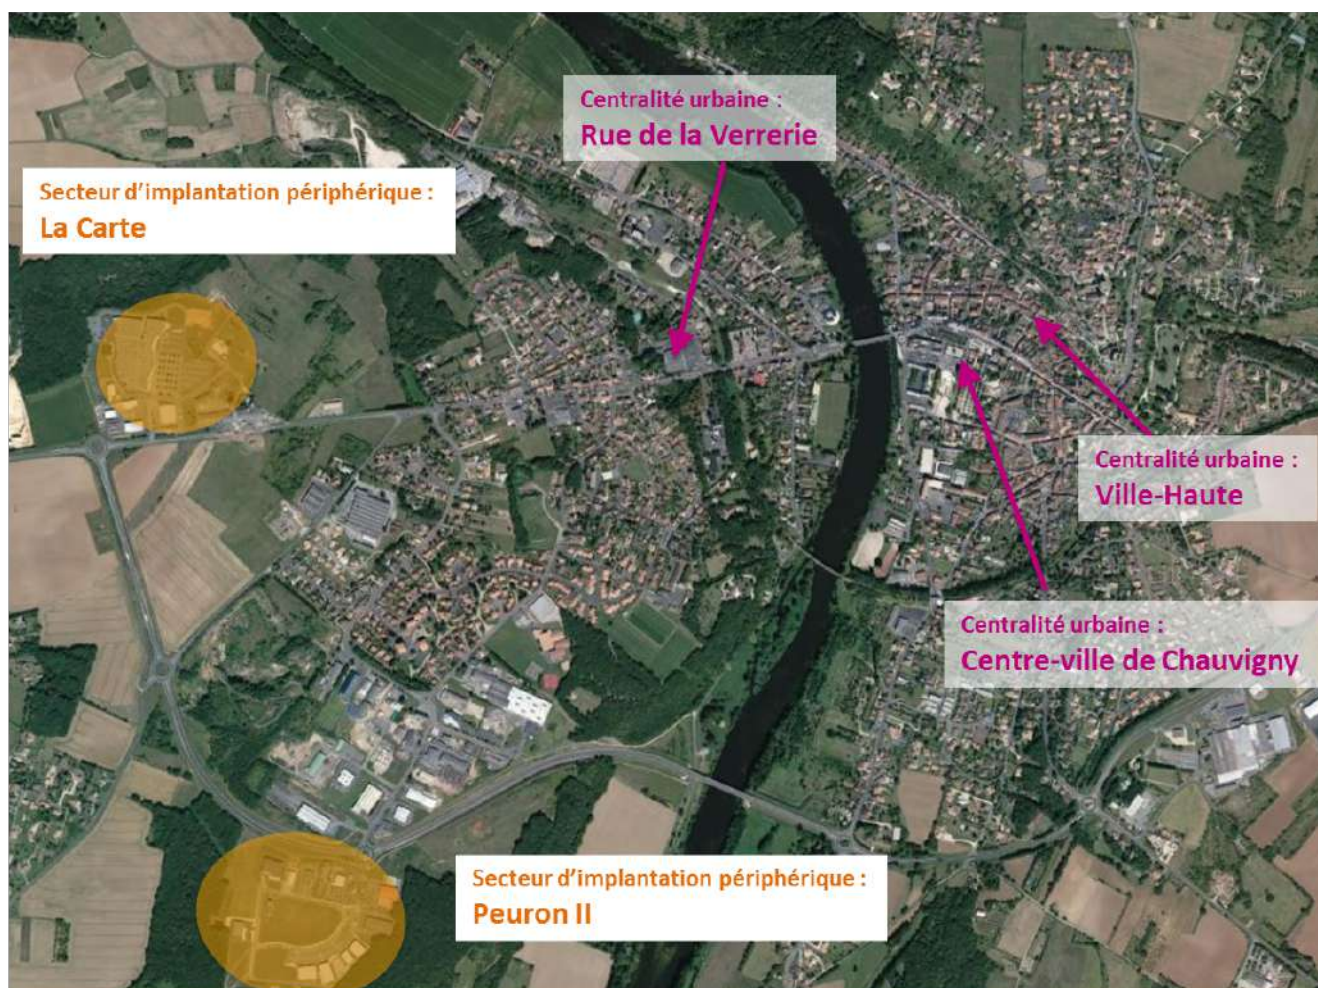 Centralité urbaine :
Rue de la Verrerie
Secteur d'implantation périphérique :
La Carte
Centralité urbaine :
Ville-Haute
Centralité urbaine :
Centre-ville de Chauvigny
Secteur d'implantation périphérique :
Peuron II